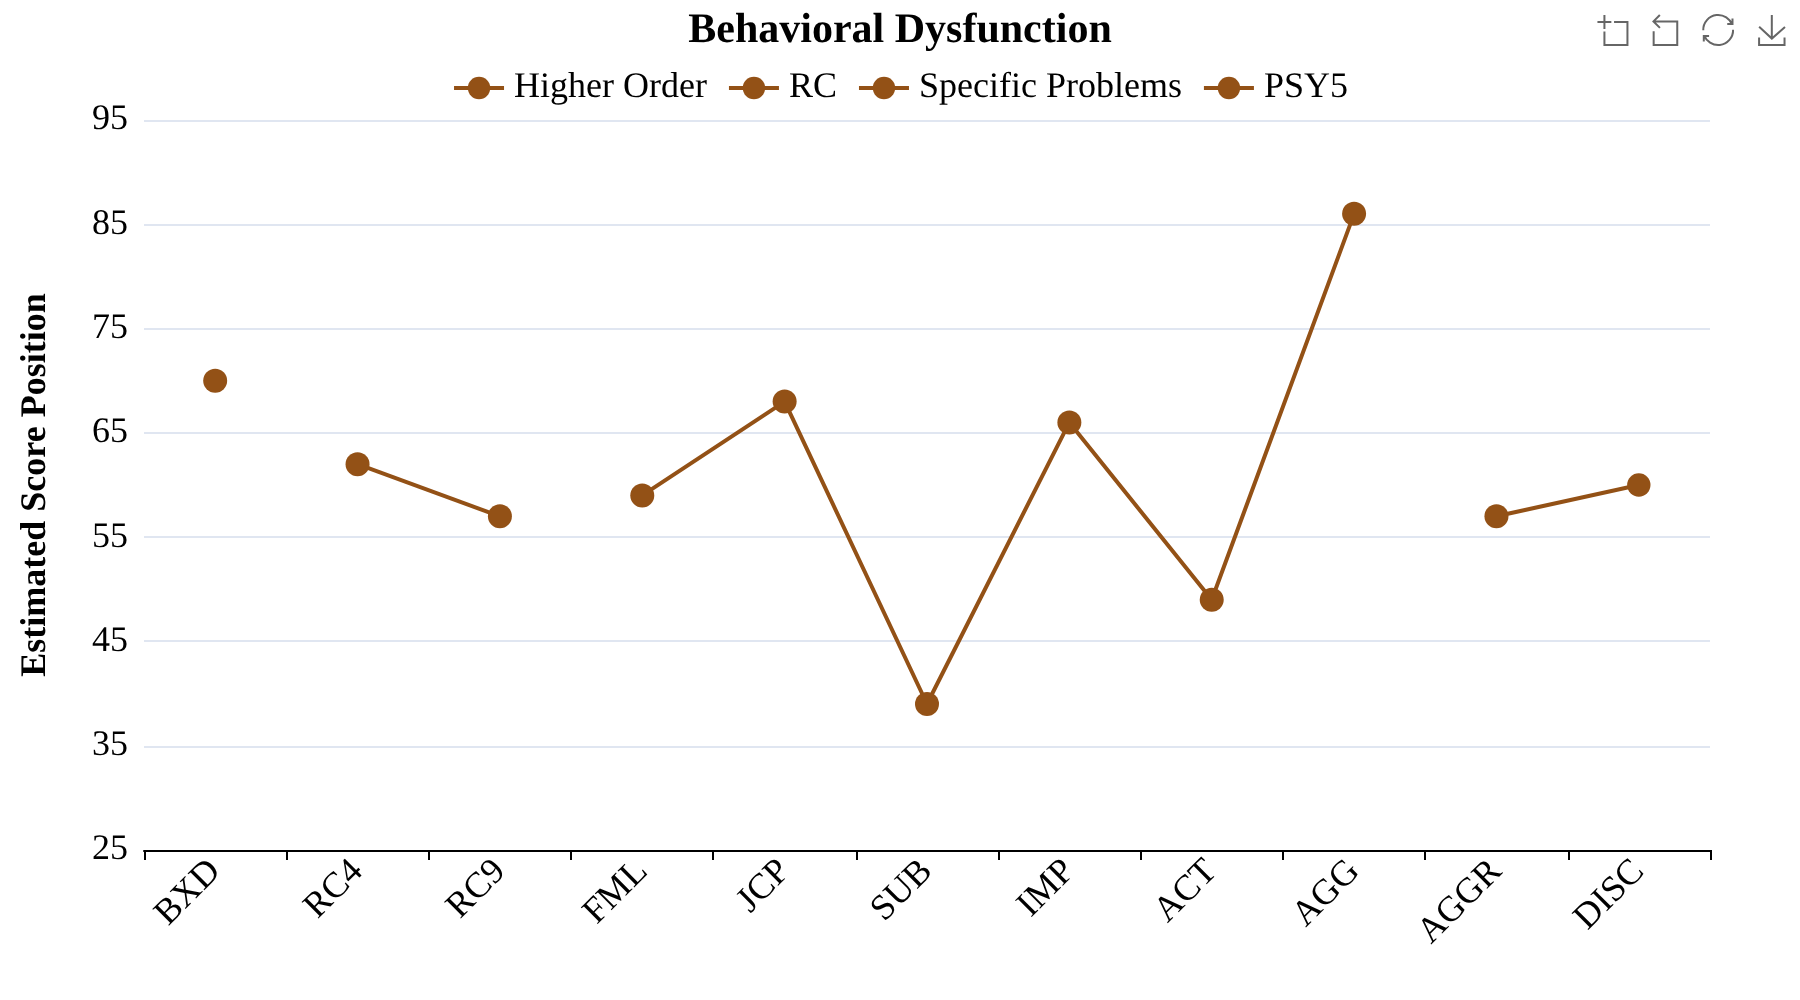 Behavioral Dysfunction
Higher Order RC Specific Problems PSY5
Estimated Score Position
95
85
75
65
55
45
35
25
BXD RC4 RC9 FML JCP SUB IMP ACT AGG AGGR DISC